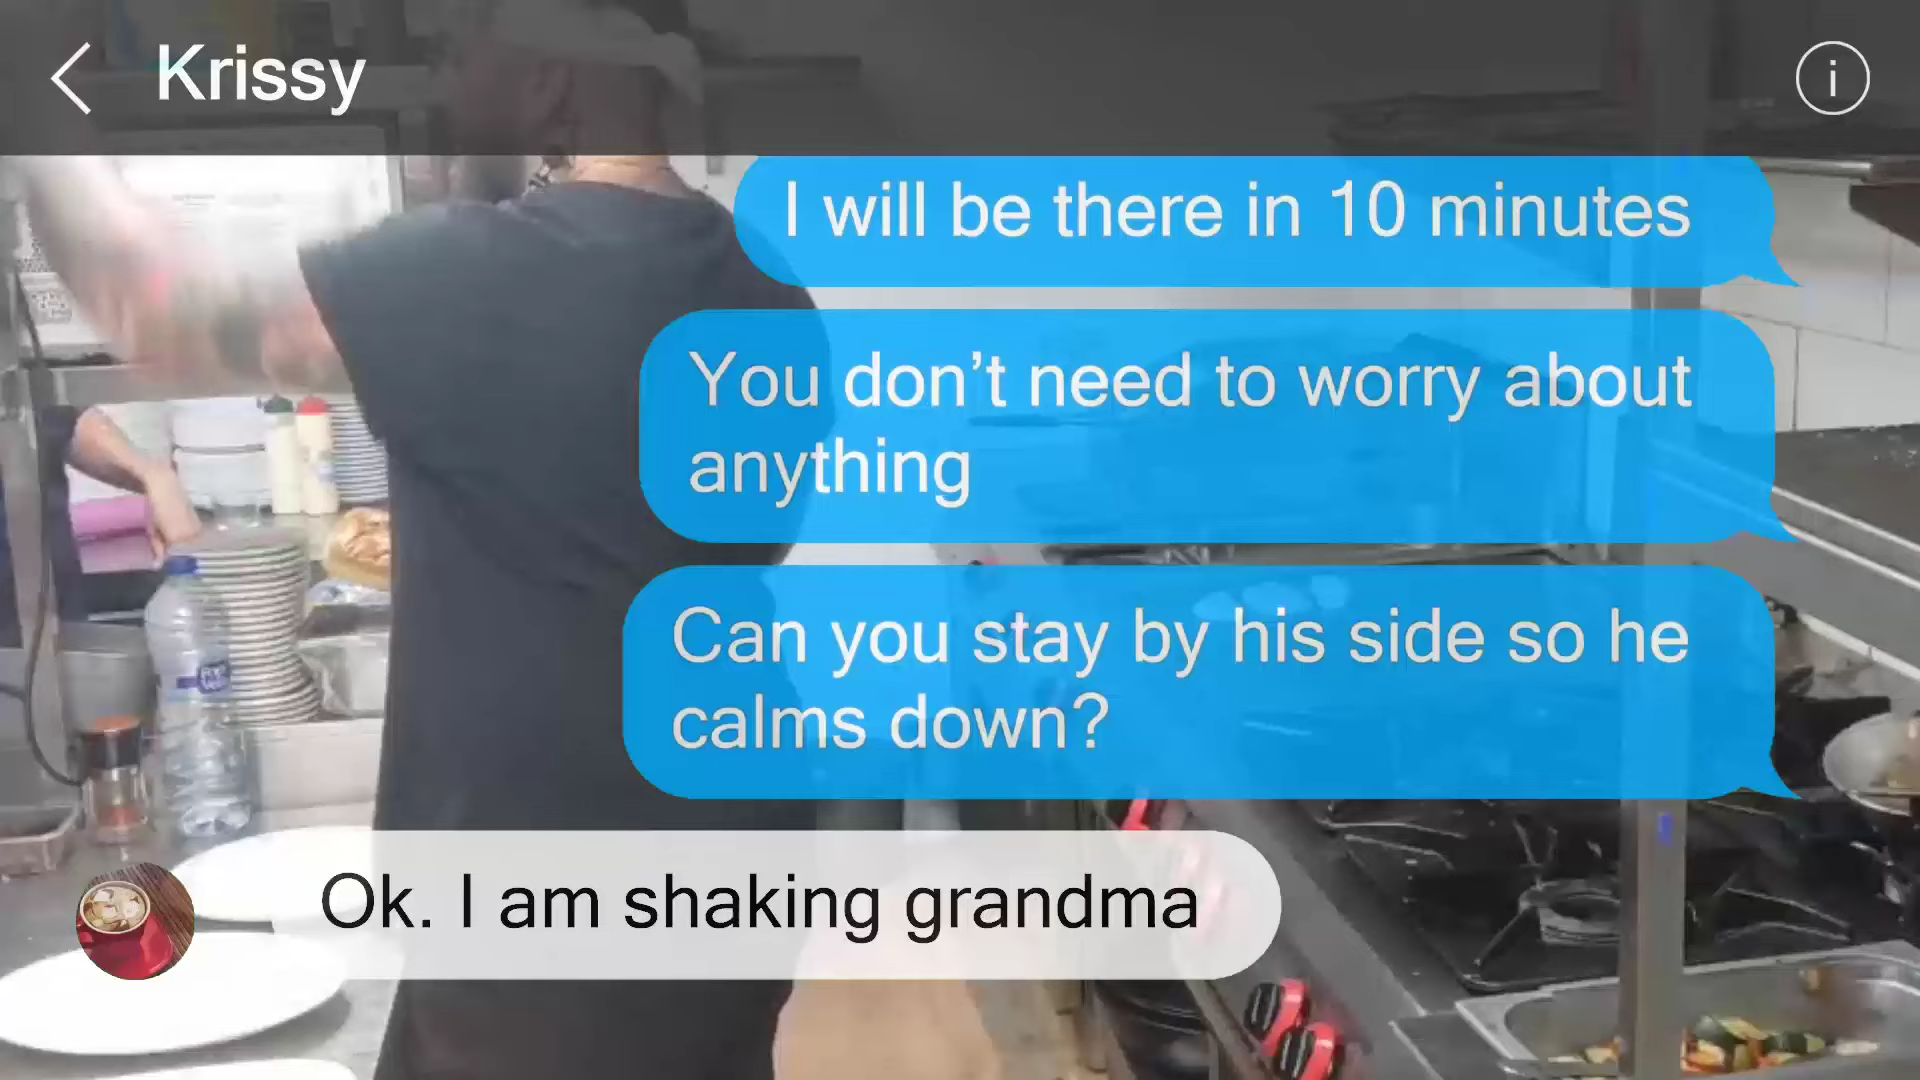 Krissy
I will be there in 10 minutes
You don’t need to worry about
anything
Can you stay by his side so he
calms down?
Ok. I am shaking grandma